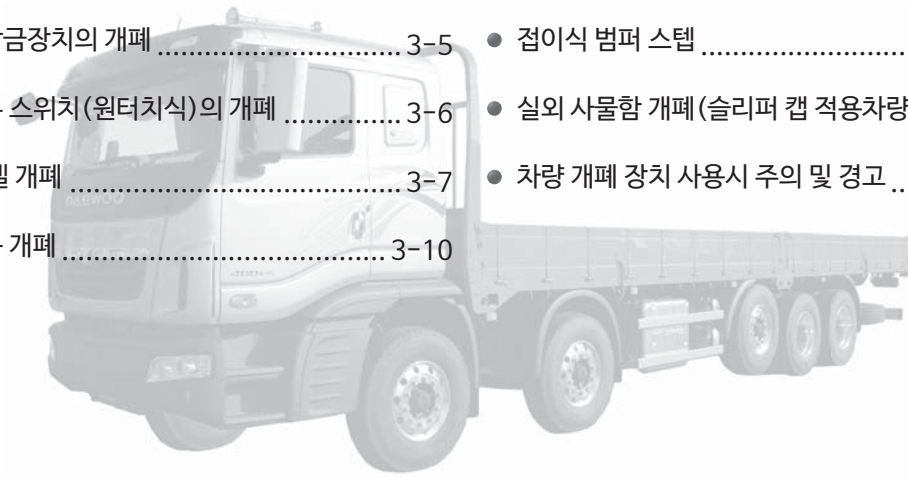 금장치의 개폐 ........................................ 3-5
스위치(원터치식)의 개폐 .............. 3-6
개폐 ...................................................... 3-7
개폐 ...................................................... 3-10
● 접이식 범퍼 스텝 ..................................
● 실외 사물함 개폐(슬리퍼 캡 적용차량
● 차량 개폐 장치 사용시 주의 및 경고 ..
DAEWOO